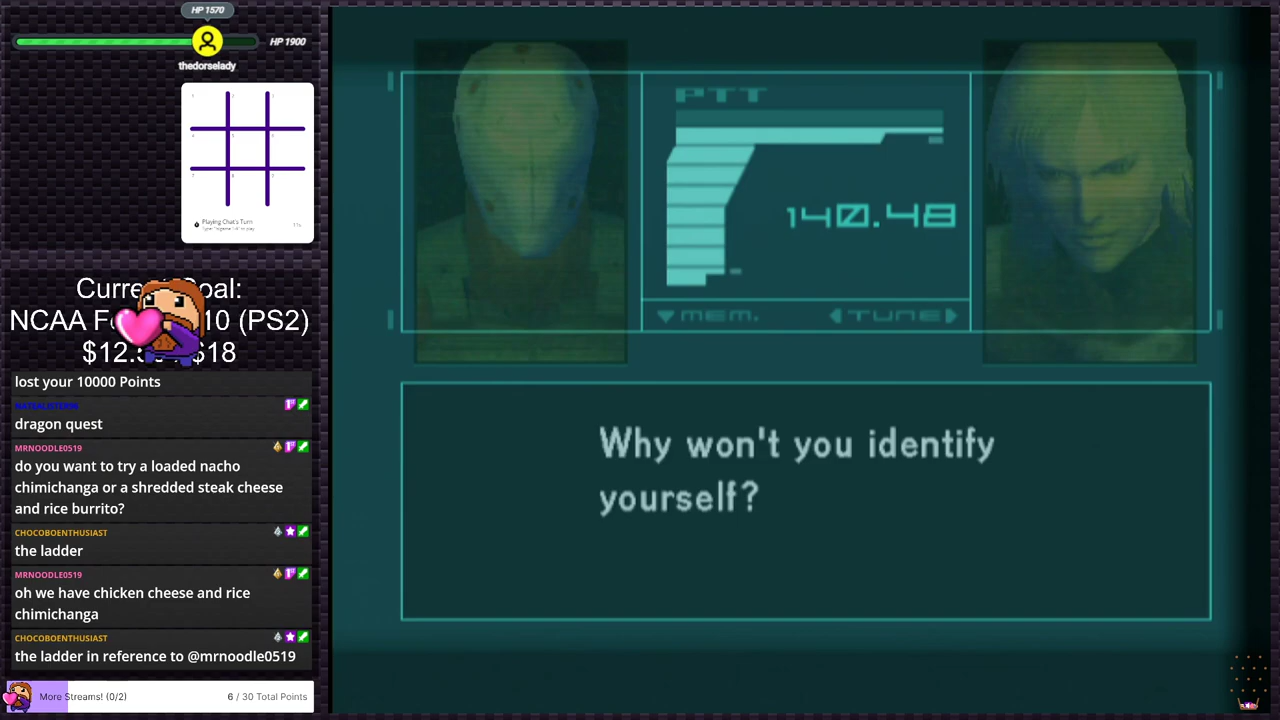 HP 1570
HP 1900
thedorselady
Playing Chat's Turn
Current Goal:
NCAA 10 (PS2)
$18
lost your 10000 Points
dragon quest
MRNOODLE0519
do you want to try a loaded nacho
chimichanga or a shredded steak cheese
and rice burrito?
CHOCOBOENTHUSIAST
the ladder
MRNOODLE0519
oh we have chicken cheese and rice
chimichanga
CHOCOBOENTHUSIAST
the ladder in reference to @mrnoodle0519
More Streams! (0/2)
6 / 30 Total Points
PTT
140.48
MEM.
TUNE
Why won't you identify
yourself?